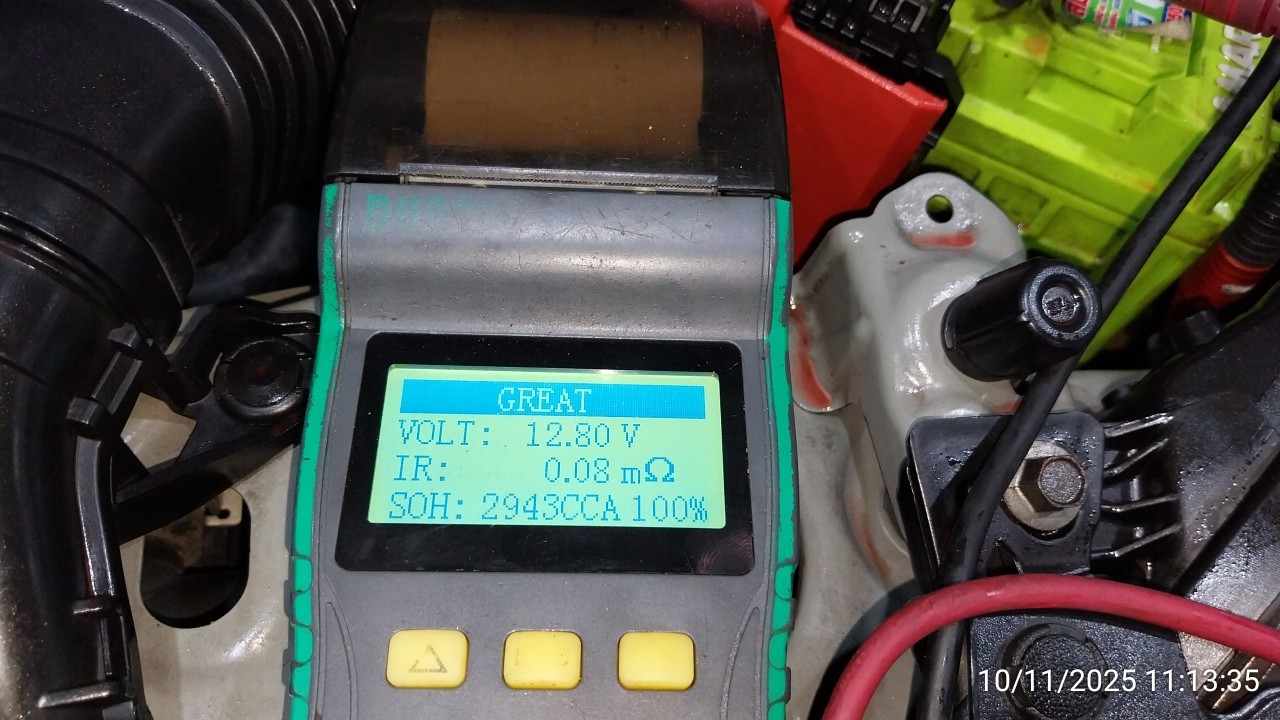 GREAT
VOLT: 12.80 V
IR: 0.08 mΩ
SOH: 2943CCA 100%
10/11/2025 11:13:35